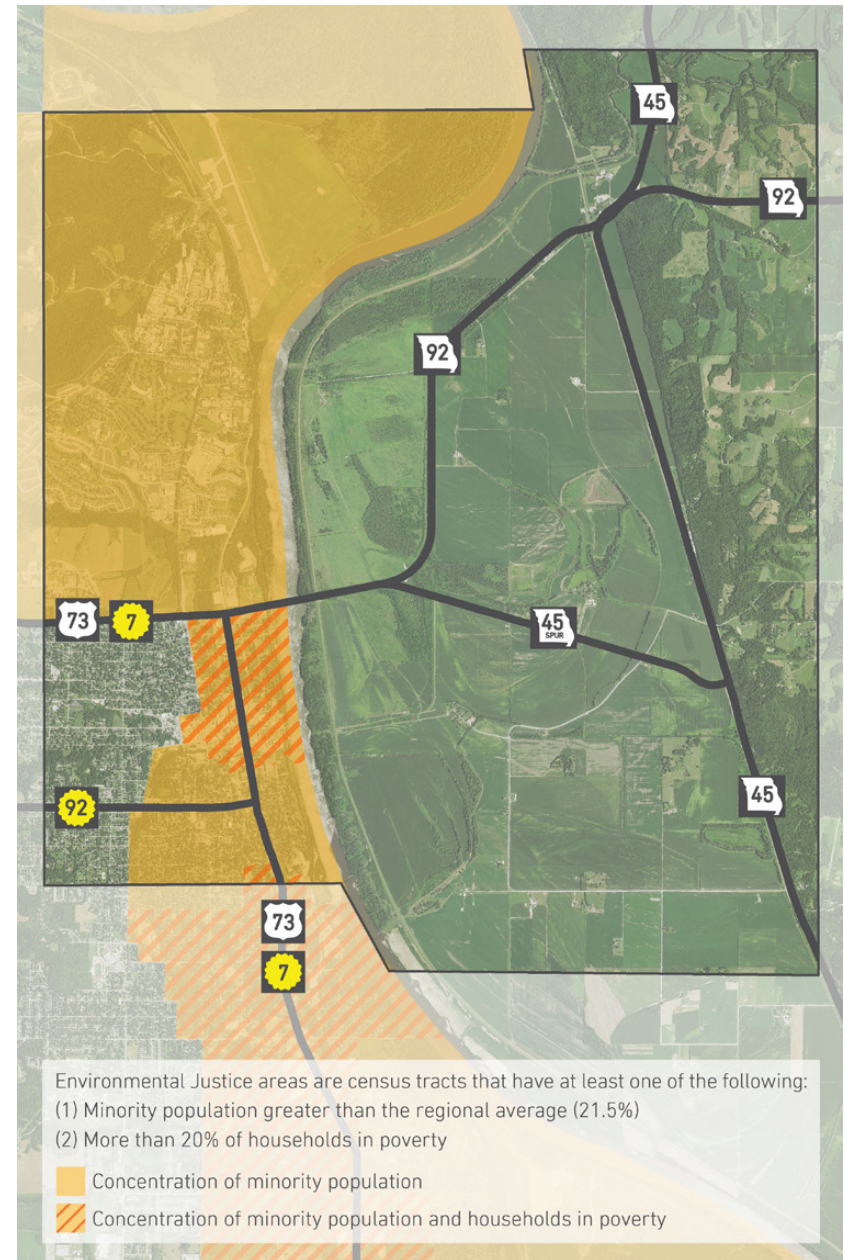 45
92
92
73
7
45
SPUR
92
45
73
7
Environmental Justice areas are census tracts that have at least one of the following:
(1) Minority population greater than the regional average (21.5%)
(2) More than 20% of households in poverty
Concentration of minority population
Concentration of minority population and households in poverty